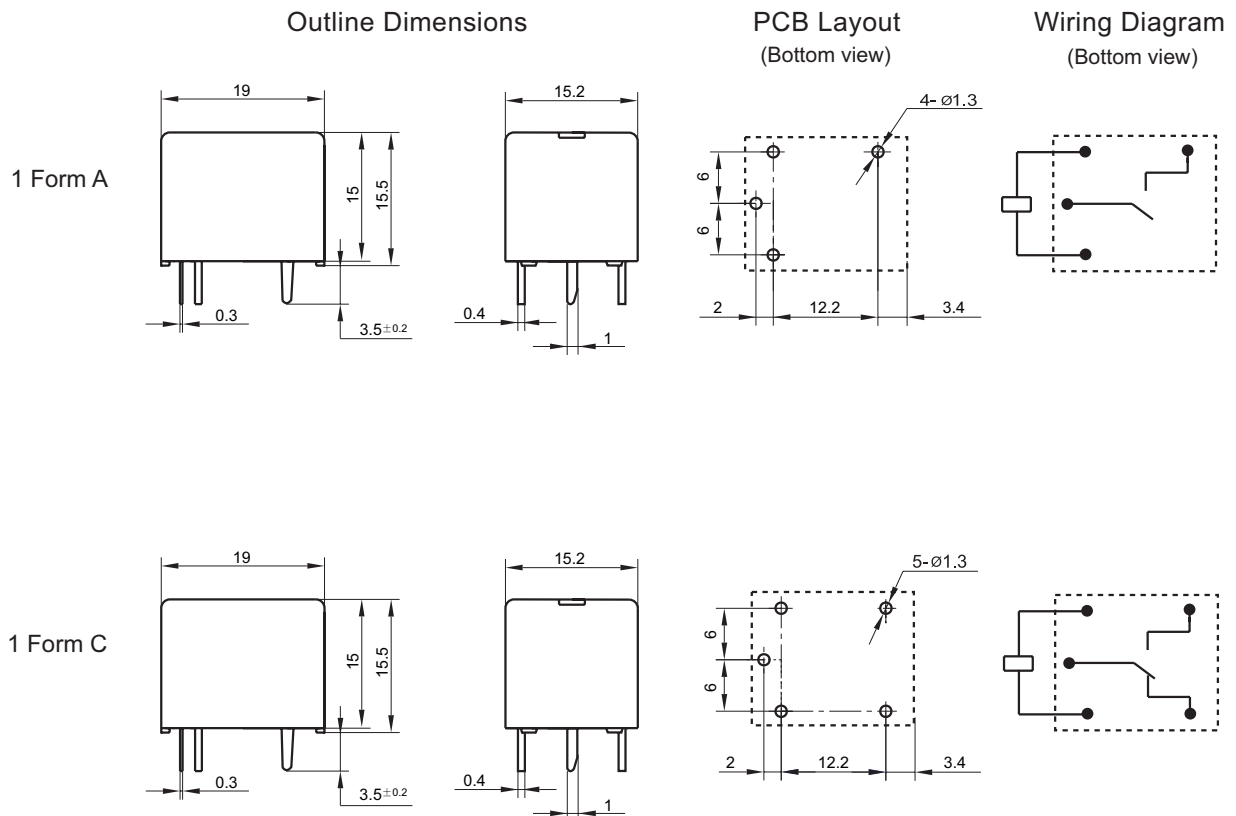 Outline Dimensions
PCB Layout
(Bottom view)
Wiring Diagram
(Bottom view)
1 Form A
19
15
15.5
0.3
3.5±0.2
15.2
0.4
1
4- ø1.3
6
6
2
12.2
3.4
1 Form C
19
15
15.5
0.3
3.5±0.2
15.2
0.4
1
5- ø1.3
6
6
2
12.2
3.4